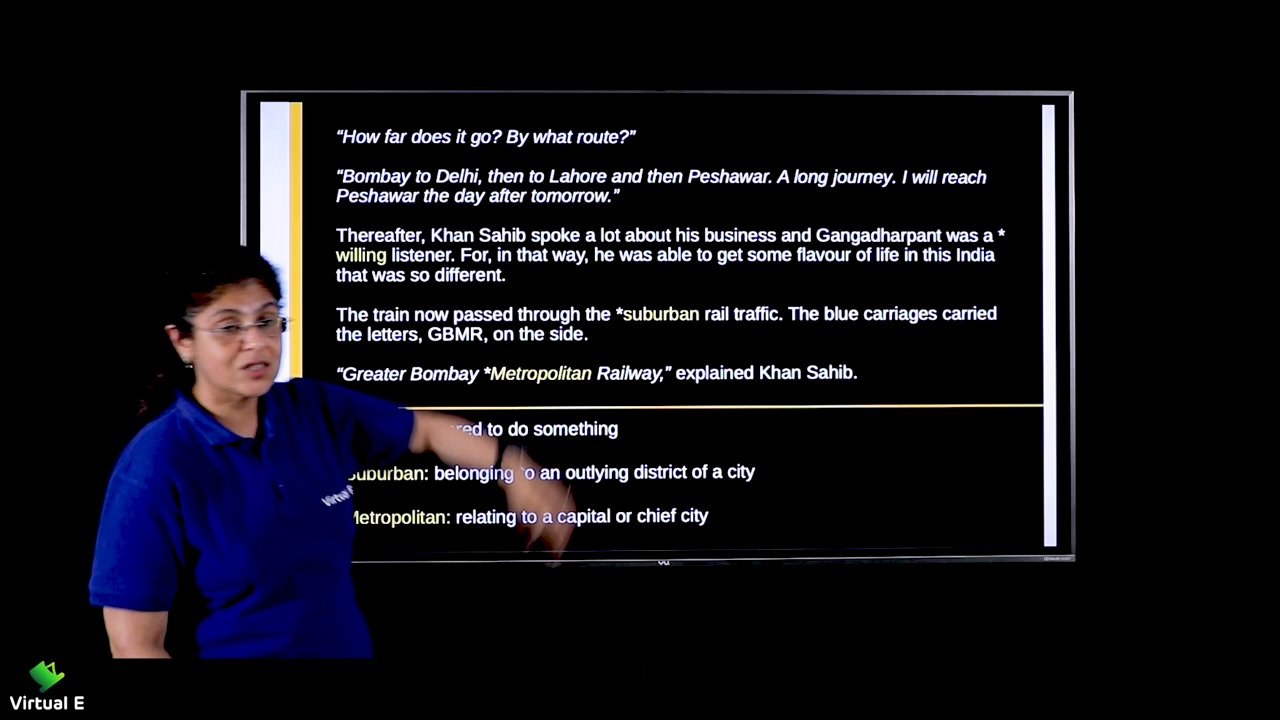 “How far does it go? By what route?”
“Bombay to Delhi, then to Lahore and then Peshawar. A long journey. I will reach
Peshawar the day after tomorrow.”
Thereafter, Khan Sahib spoke a lot about his business and Gangadharpant was a *
willing listener. For, in that way, he was able to get some flavour of life in this India
that was so different.
The train now passed through the *suburban rail traffic. The blue carriages carried
the letters, GBMR, on the side.
“Greater Bombay *Metropolitan Railway,” explained Khan Sahib.
to do something
suburban: belonging to an outlying district of a city
Metropolitan: relating to a capital or chief city
Virtual E